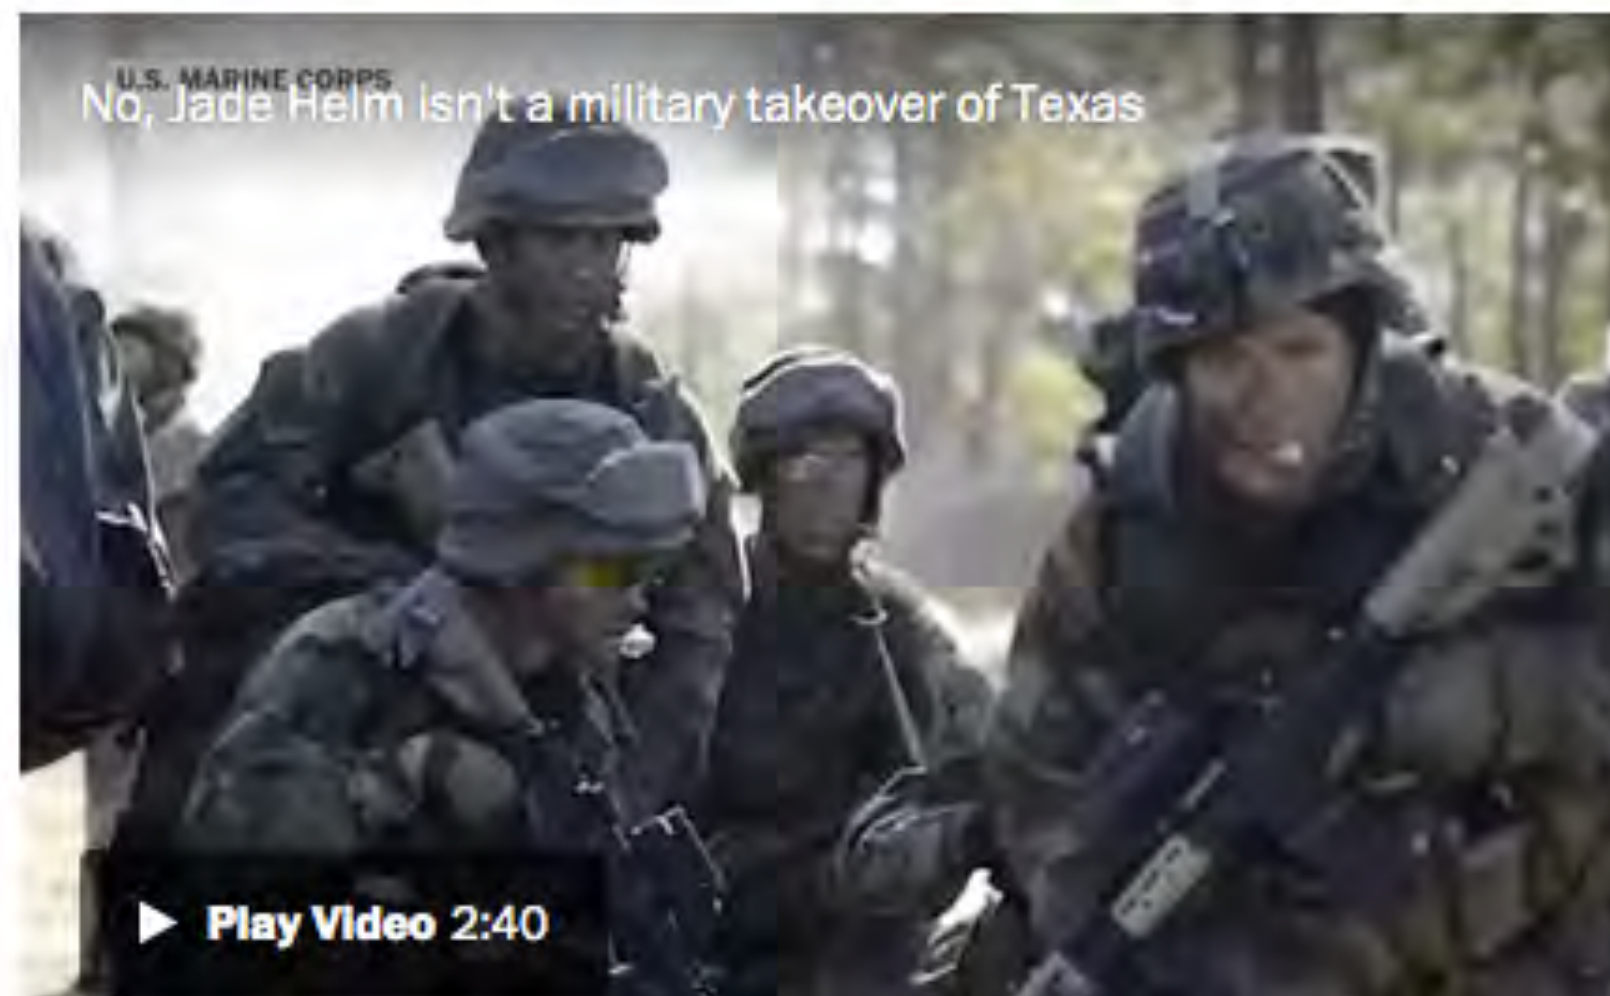 U.S. MARINE CORPS
No, Jade Helm isn't a military takeover of Texas
Play Video 2:40